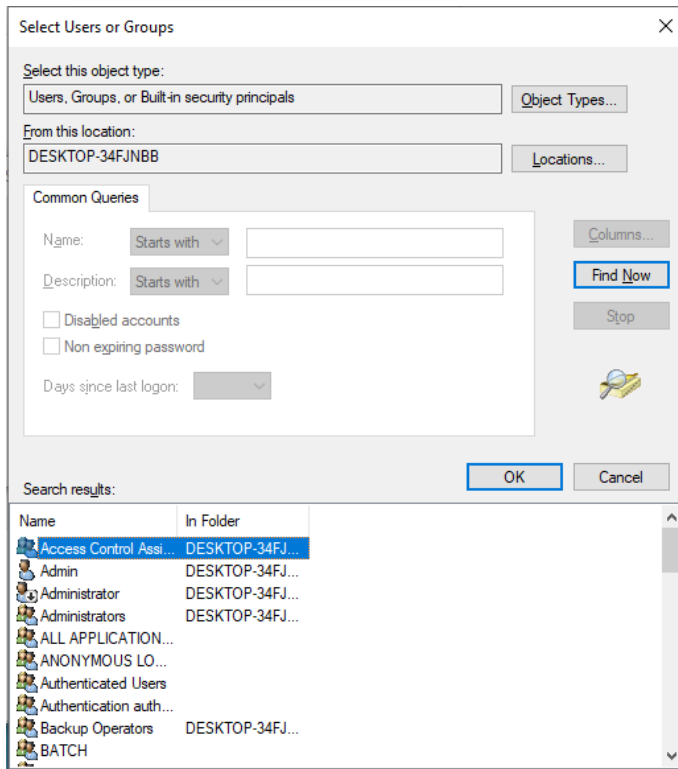 Select Users or Groups
Select this object type:
Users, Groups, or Built-in security principals
Object Types...
From this location:
DESKTOP-34FJNBB
Locations...
Common Queries
Name:
Starts with
Columns...
Description:
Starts with
Find Now
Disabled accounts
Stop
Non expiring password
Days since last logon:
OK
Cancel
Search results:
Name In Folder
Access Control Assi... DESKTOP-34FJ...
Admin DESKTOP-34FJ...
Administrator DESKTOP-34FJ...
Administrators DESKTOP-34FJ...
ALL APPLICATION...
ANONYMOUS LO...
Authenticated Users
Authentication auth...
Backup Operators DESKTOP-34FJ...
BATCH